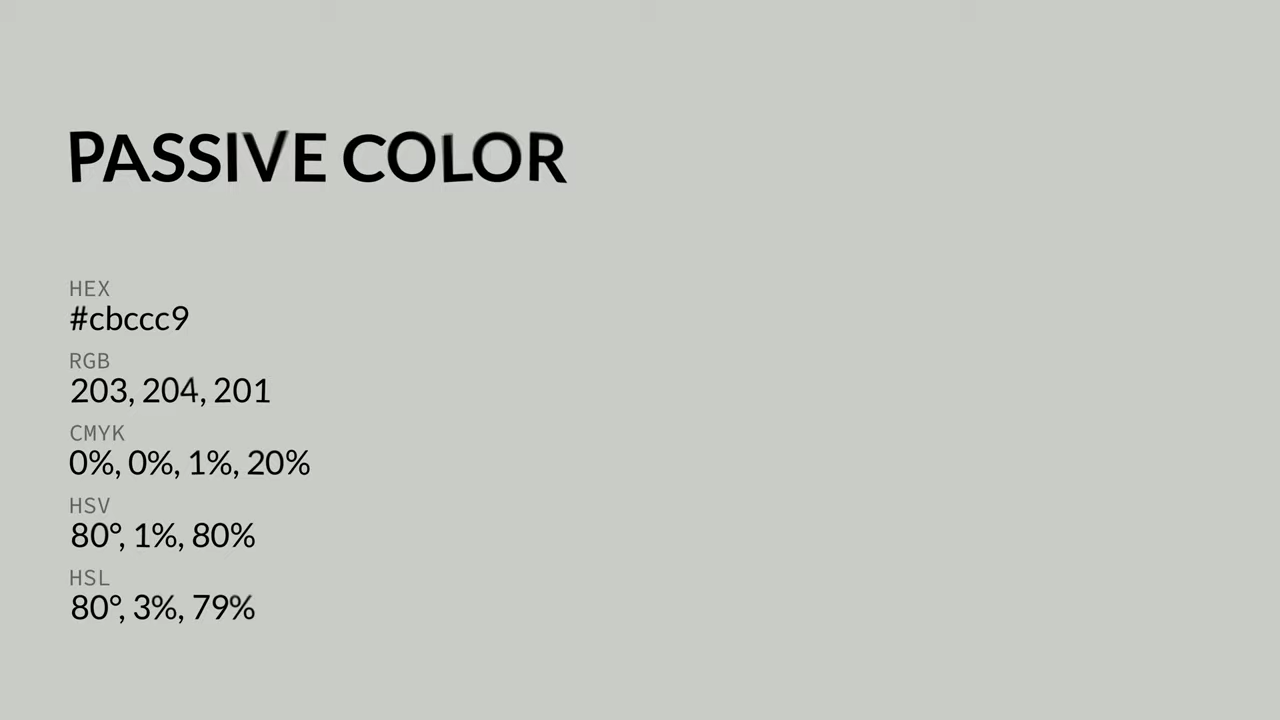 PASSIVE COLOR
HEX
#cbccc9
RGB
203, 204, 201
CMYK
0%, 0%, 1%, 20%
HSV
80°, 1%, 80%
HSL
80°, 3%, 79%